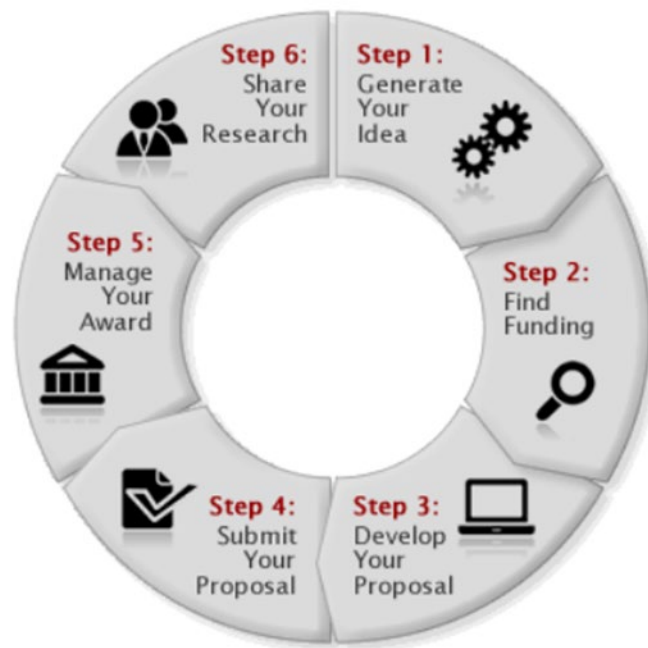 Step 1:
Generate
Your
Idea
Step 2:
Find
Funding
Step 3:
Develop
Your
Proposal
Step 4:
Submit
Your
Proposal
Step 5:
Manage
Your
Award
Step 6:
Share
Your
Research